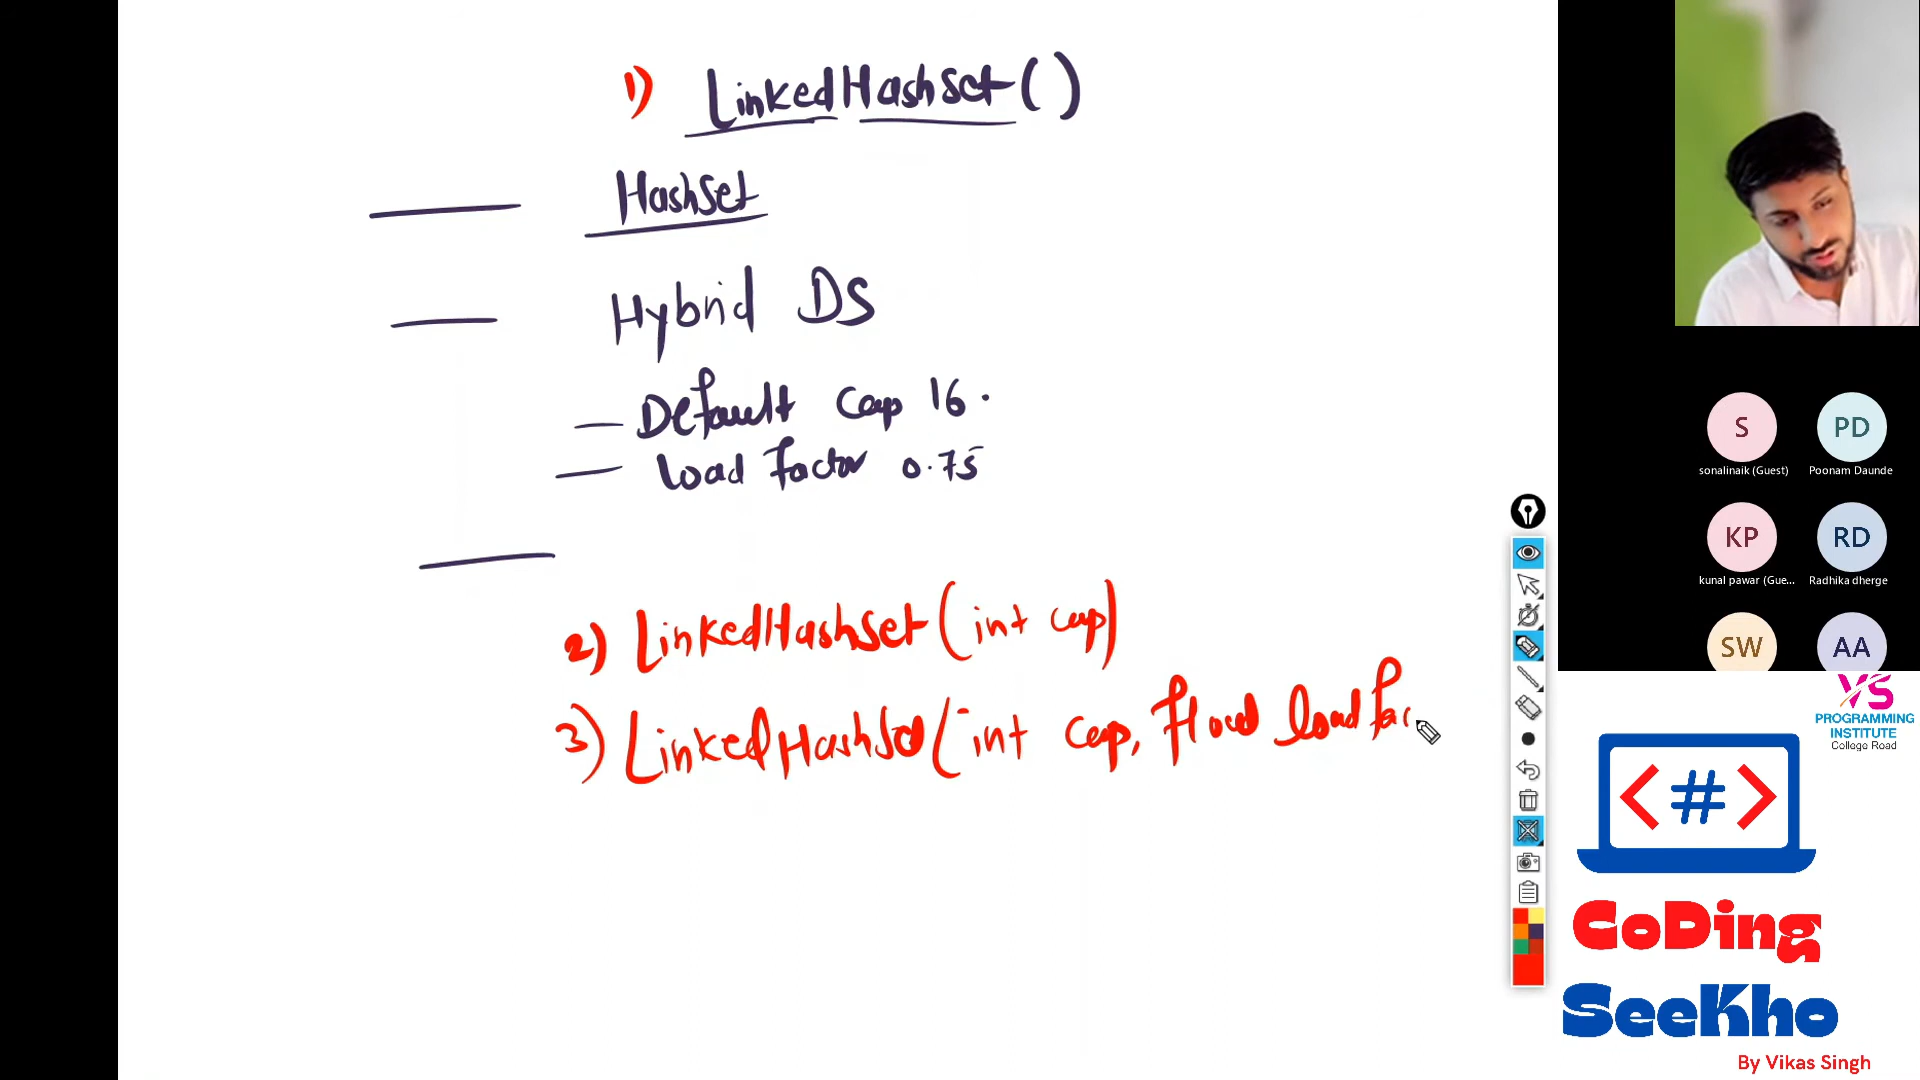 1) LinkedHashSet()
HashSet
Hybrid DS
Default Cap 16.
load factor 0.75
2) LinkedHashSet(int cap)
3) LinkedHashSet(int cap, float load fac
S
PD
sonalinaik (Guest)
Poonam Daunde
KP
RD
kunal pawar (Gue...
Radhika dherge
SW
AA
VS
PROGRAMMING
INSTITUTE
College Road
<#>
CoDing
SeeKho
By Vikas Singh